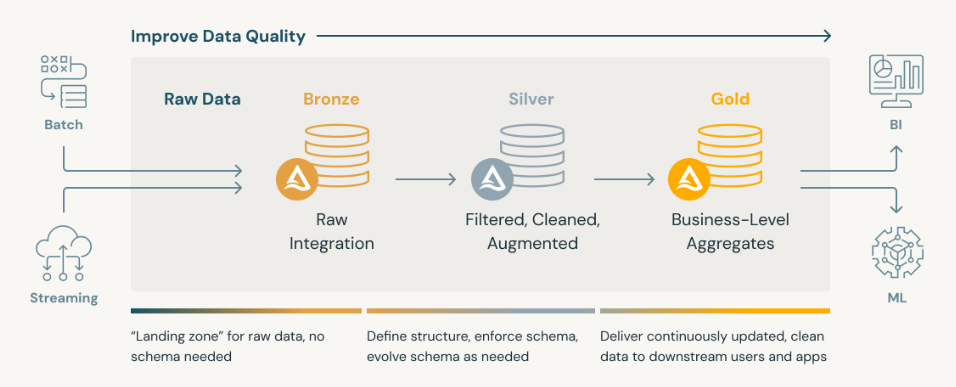 Improve Data Quality
Batch
Streaming
Raw Data
Bronze
Silver
Gold
Raw
Integration
Filtered, Cleaned,
Augmented
Business-Level
Aggregates
BI
ML
“Landing zone” for raw data, no
schema needed
Define structure, enforce schema,
evolve schema as needed
Deliver continuously updated, clean
data to downstream users and apps